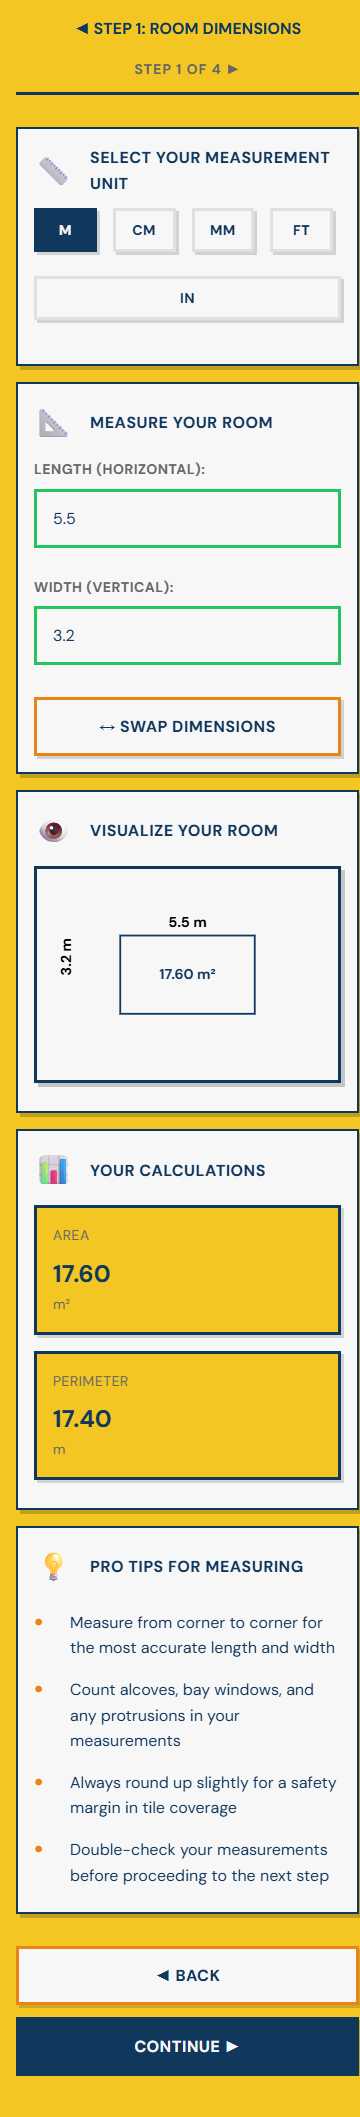 ◀ STEP 1: ROOM DIMENSIONS
STEP 1 OF 4 ▶
SELECT YOUR MEASUREMENT
UNIT
M CM MM FT
IN
MEASURE YOUR ROOM
LENGTH (HORIZONTAL):
5.5
WIDTH (VERTICAL):
3.2
↔ SWAP DIMENSIONS
VISUALIZE YOUR ROOM
5.5 m
3.2 m
17.60 m²
YOUR CALCULATIONS
AREA
17.60
m²
PERIMETER
17.40
m
PRO TIPS FOR MEASURING
• Measure from corner to corner for
the most accurate length and width
• Count alcoves, bay windows, and
any protrusions in your
measurements
• Always round up slightly for a safety
margin in tile coverage
• Double-check your measurements
before proceeding to the next step
◀ BACK
CONTINUE ▶